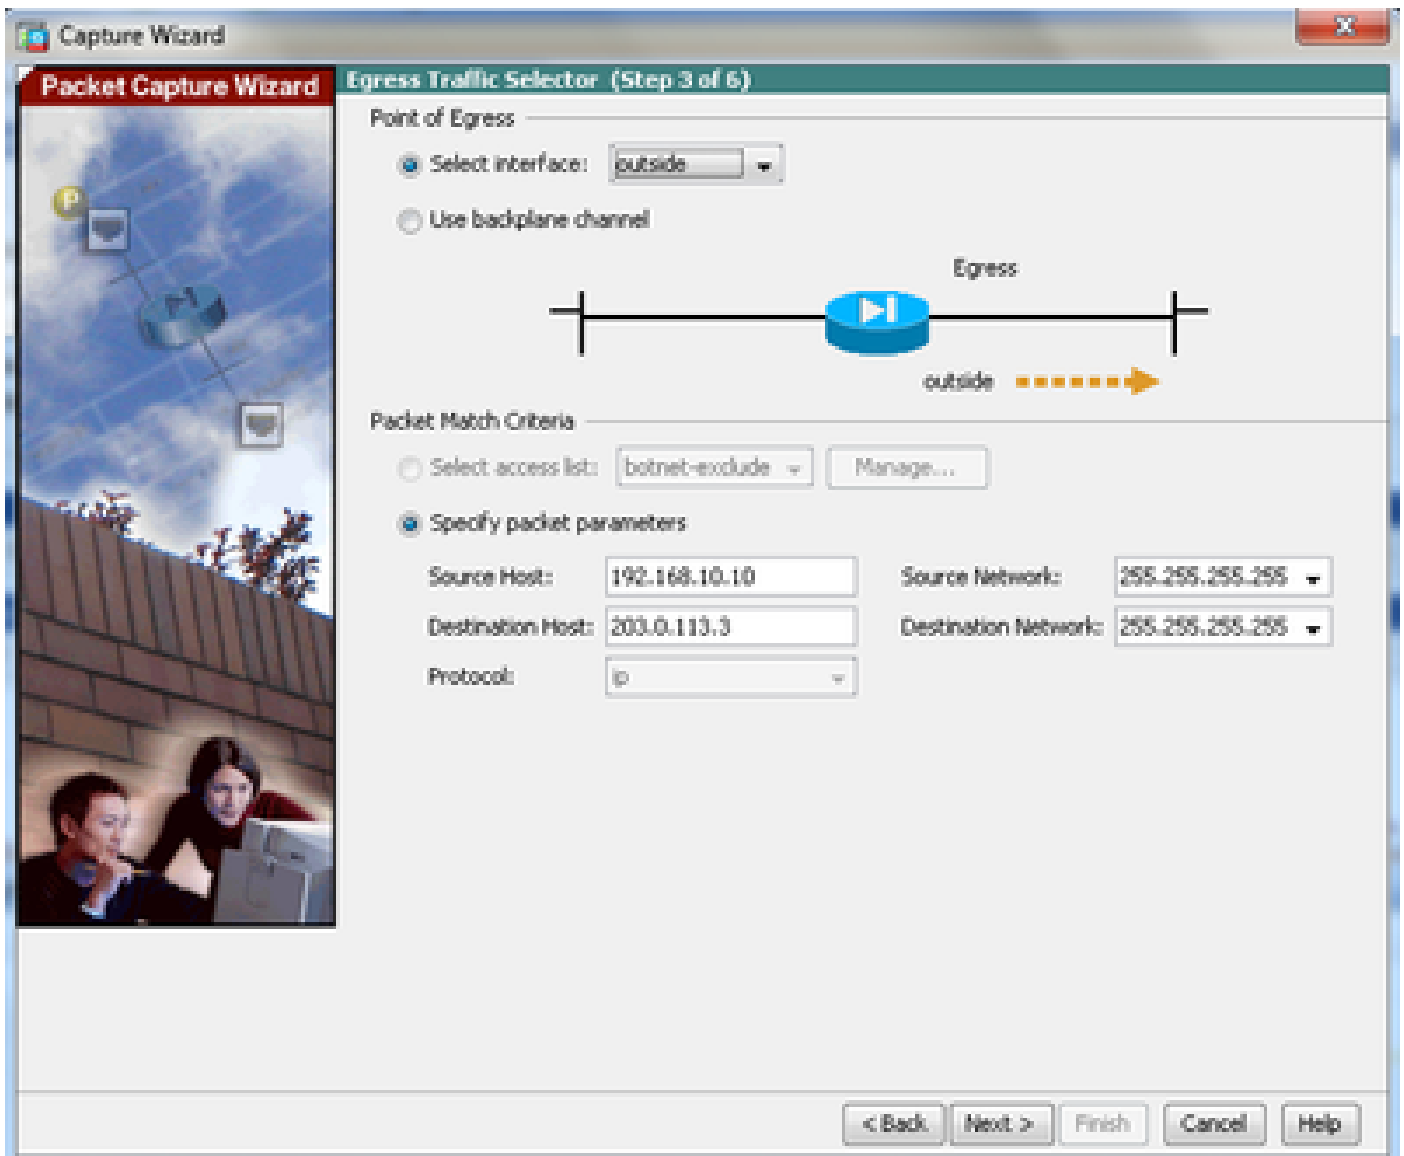 Capture Wizard
Packet Capture Wizard
Egress Traffic Selector (Step 3 of 6)
Point of Egress
Select interface: outside
Use backplane channel
Egress
outside
Packet Match Criteria
Select access list: botnet-exclude Manage...
Specify packet parameters
Source Host: 192.168.10.10 Source Network: 255.255.255.255
Destination Host: 203.0.113.3 Destination Network: 255.255.255.255
Protocol: ip
< Back Next > Finish Cancel Help